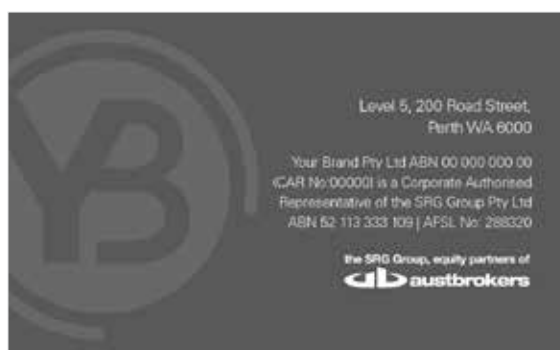 YB
Level 5, 200 Road Street,
Perth WA 6000
Your Brand Pty Ltd ABN 00 000 000 00
(CAR No:00000) is a Corporate Authorised
Representative of the SRG Group Pty Ltd
ABN 52 113 333 109 | AFSL No: 288320
the SRG Group, equity partners of
austbrokers